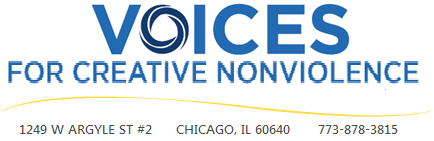 VOICES
FOR CREATIVE NONVIOLENCE
1249 W ARGYLE ST #2 CHICAGO, IL 60640 773-878-3815